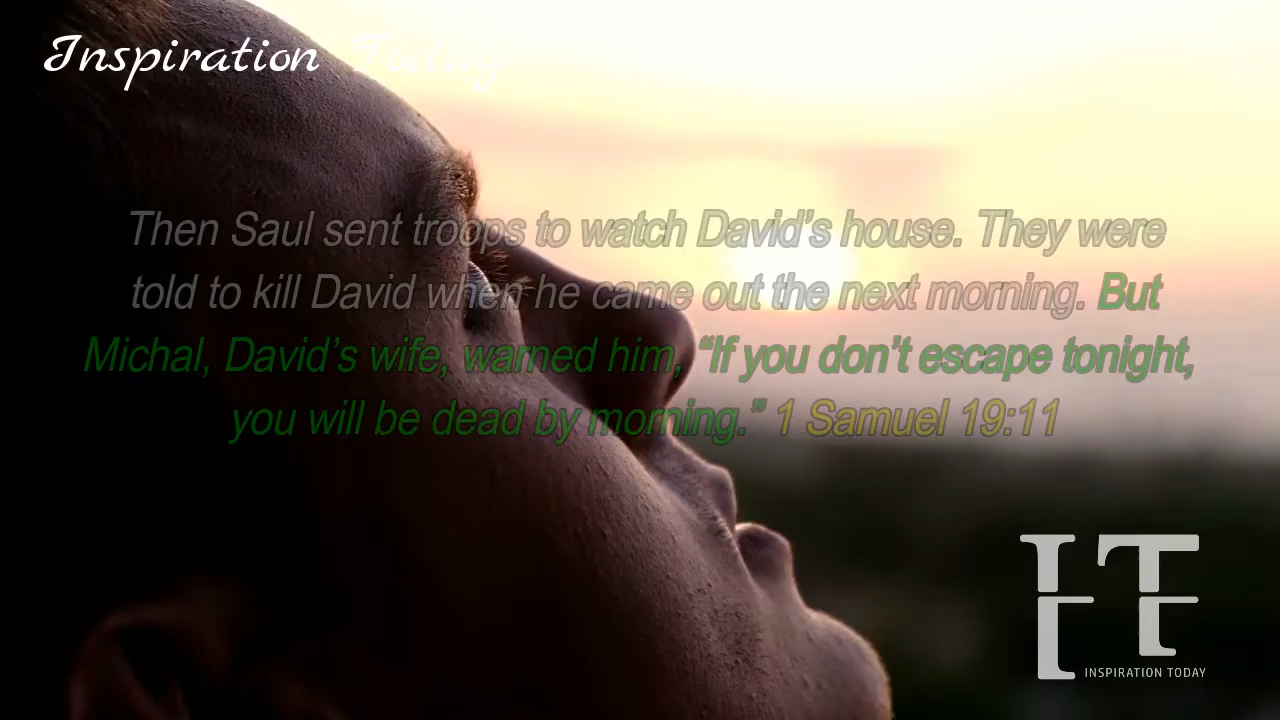 Inspiration Today
Then Saul sent troops to watch David’s house. They were
told to kill David when he came out the next morning. But
Michal, David’s wife, warned him, “If you don’t escape tonight,
you will be dead by morning.” 1 Samuel 19:11
IT
INSPIRATION TODAY